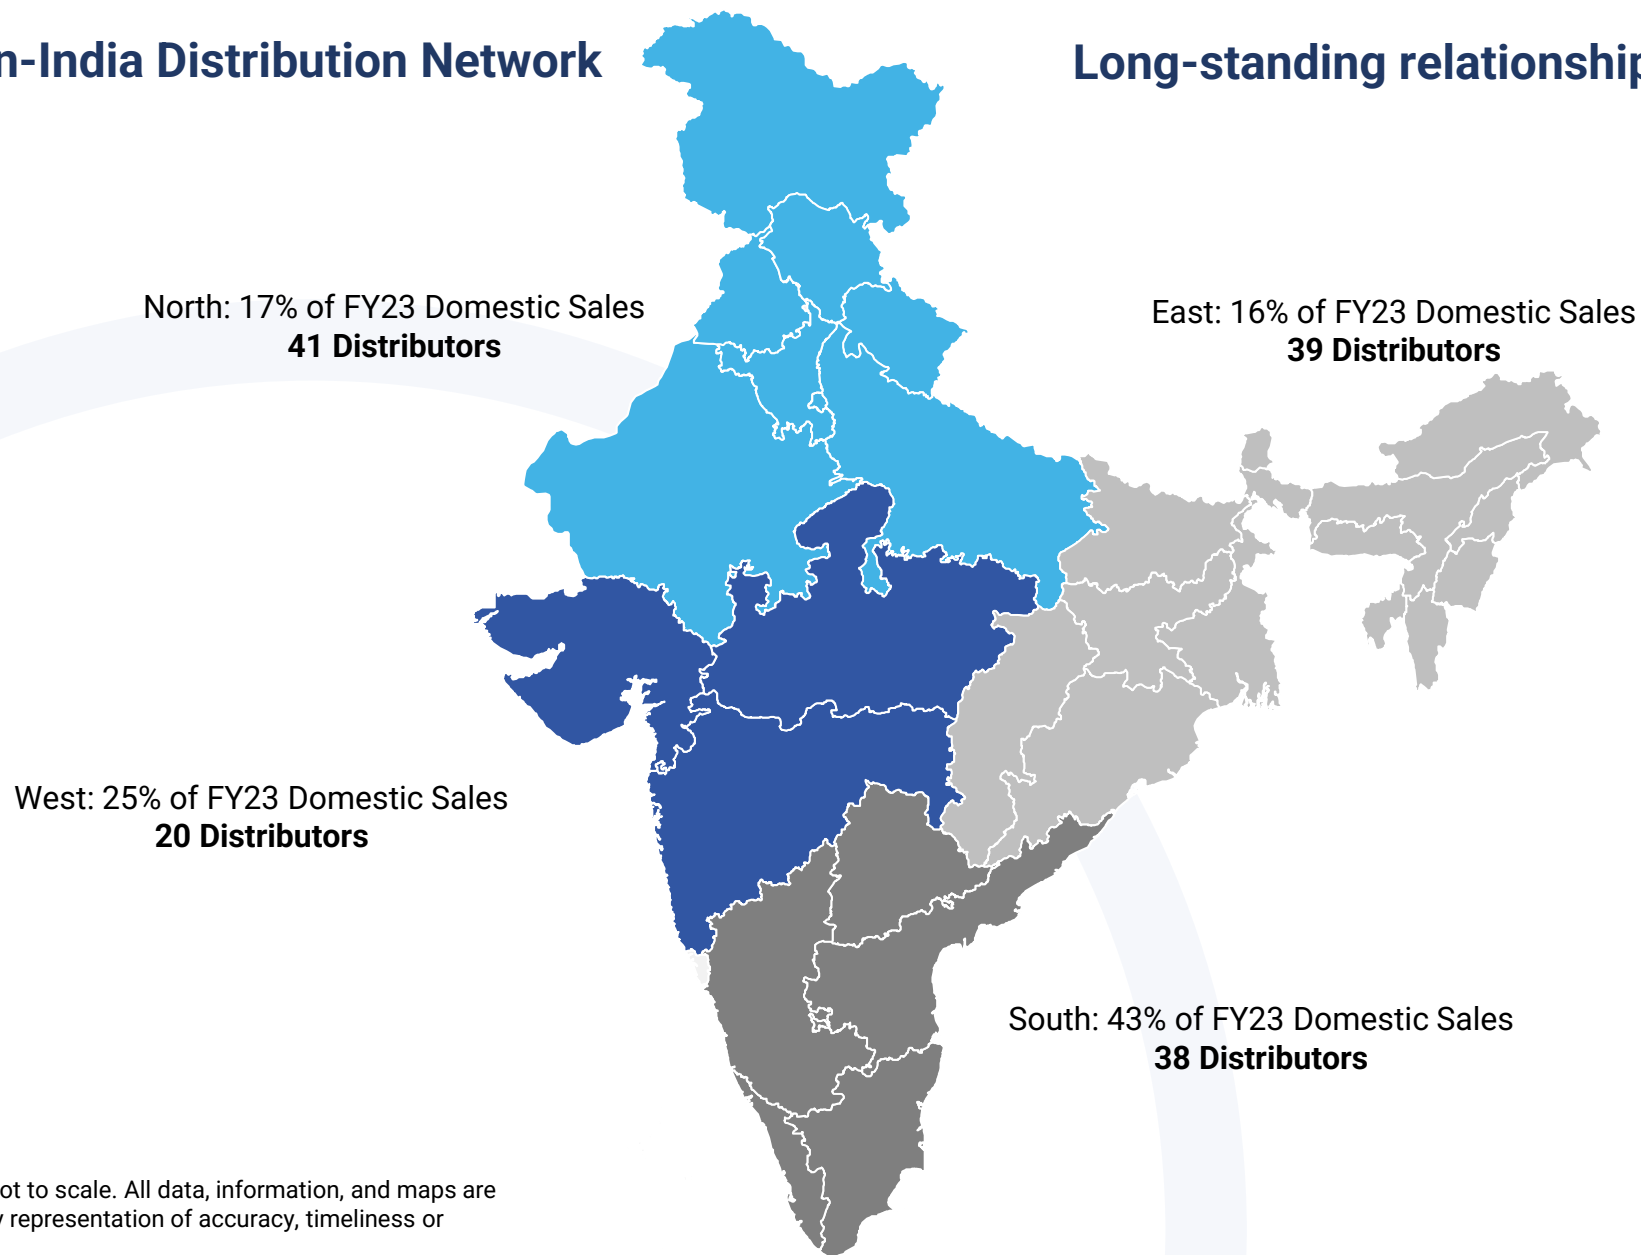 n-India Distribution Network
Long-standing relationship
North: 17% of FY23 Domestic Sales
41 Distributors
East: 16% of FY23 Domestic Sales
39 Distributors
West: 25% of FY23 Domestic Sales
20 Distributors
South: 43% of FY23 Domestic Sales
38 Distributors
ot to scale. All data, information, and maps are
y representation of accuracy, timeliness or